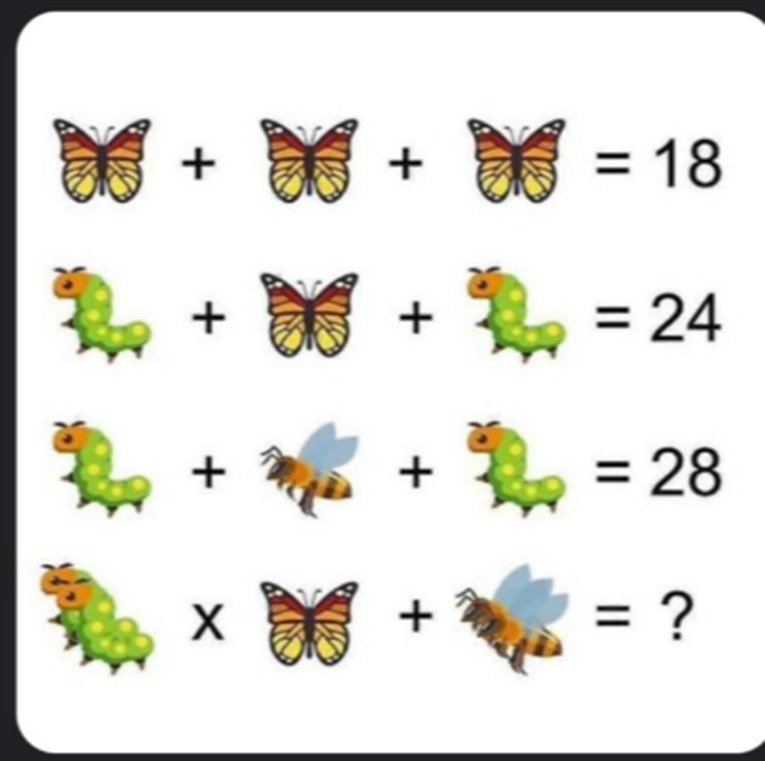 + + = 18
+ + = 24
+ + = 28
x + = ?